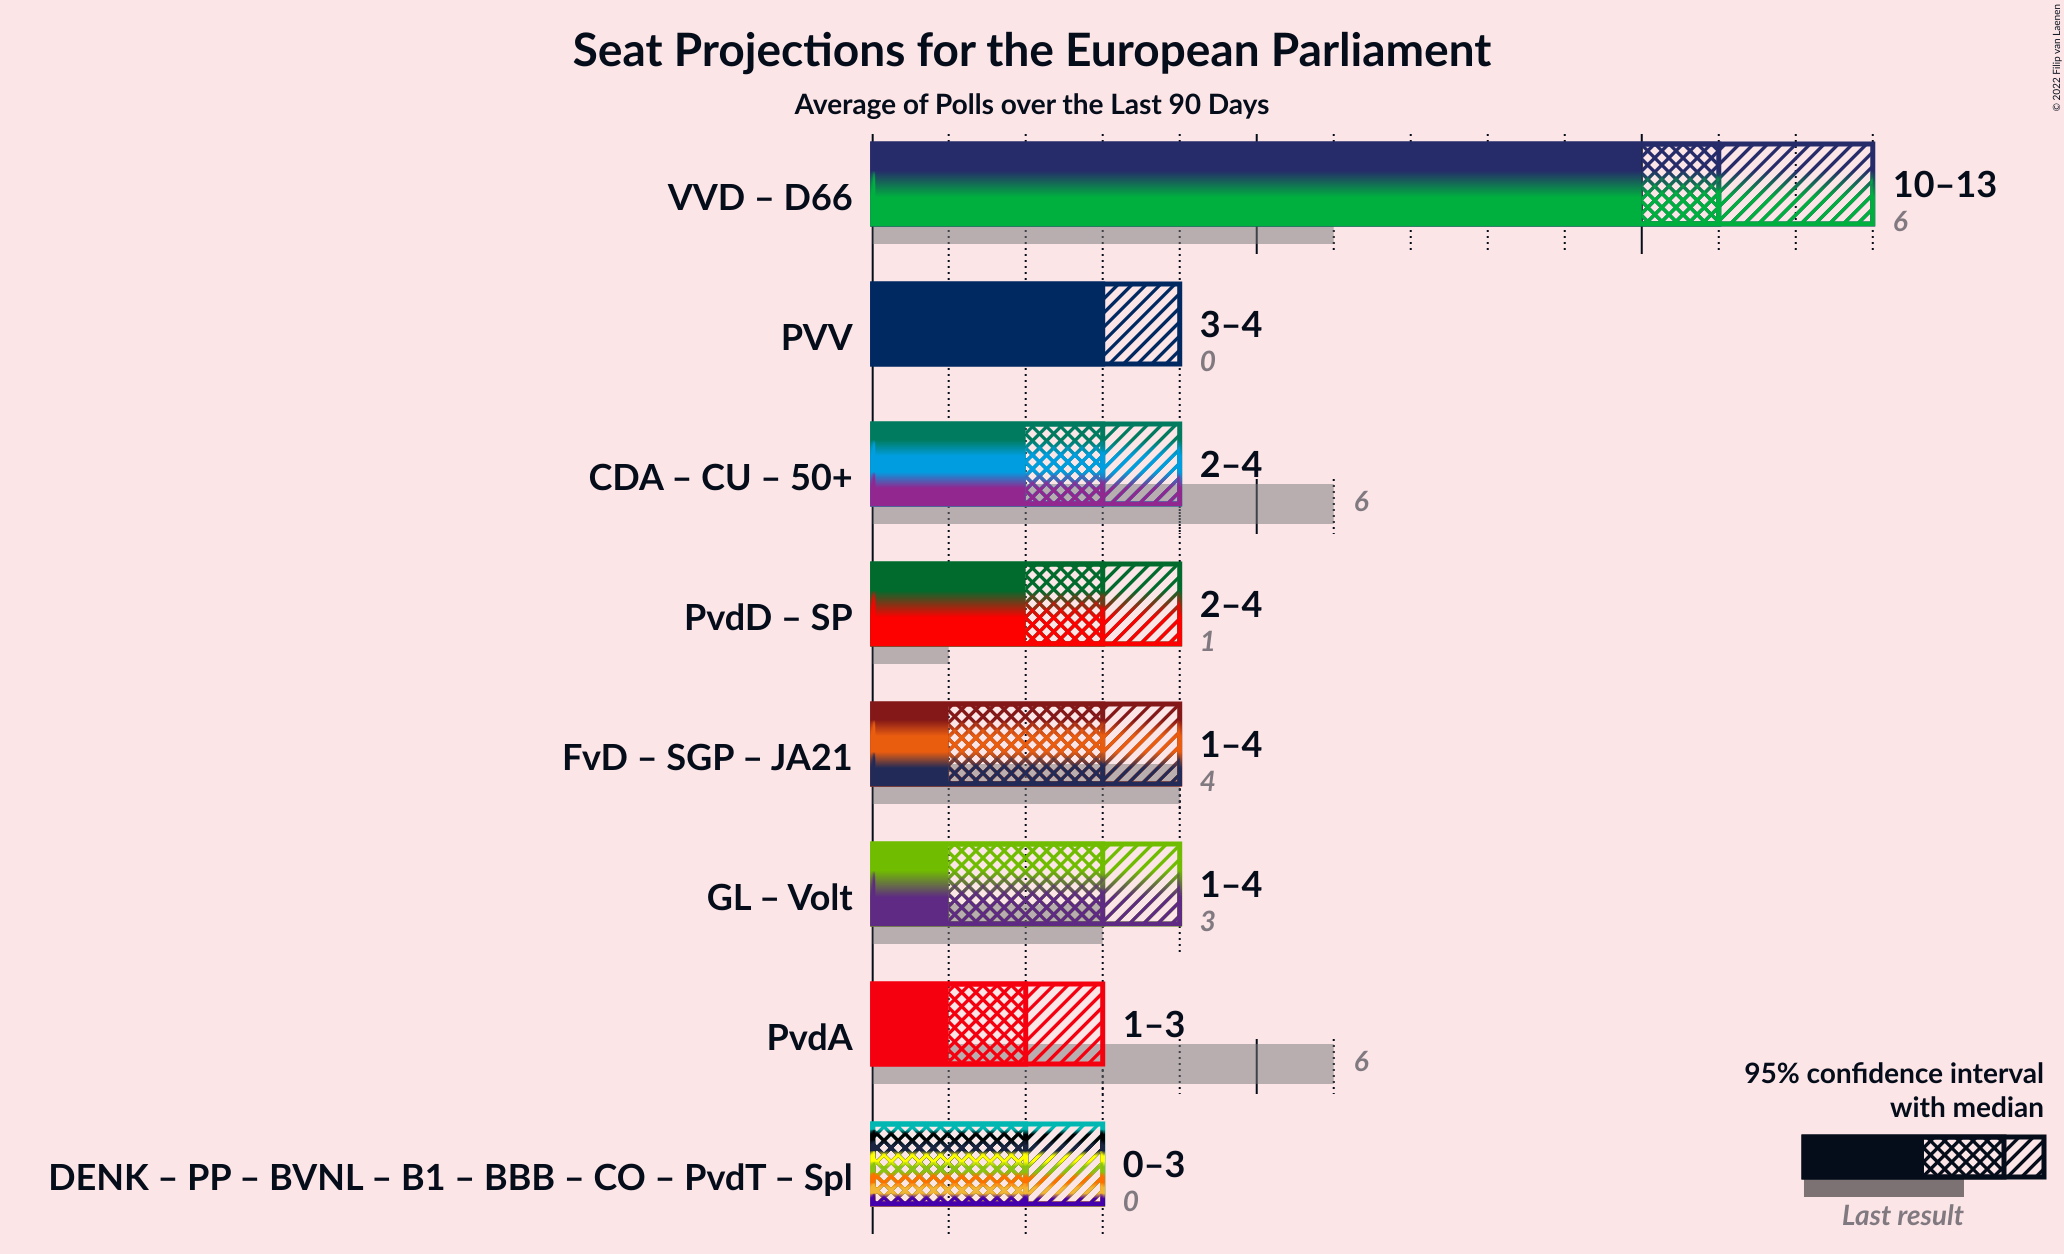 Seat Projections for the European Parliament
Average of Polls over the Last 90 Days
© 2022 Filip van Laenen
VVD – D66
10–13
6
PVV
3–4
0
CDA – CU – 50+
2–4
6
PvdD – SP
2–4
1
FvD – SGP – JA21
1–4
4
GL – Volt
1–4
3
PvdA
1–3
6
DENK – PP – BVNL – B1 – BBB – CO – PvdT – Spl
0–3
0
95% confidence interval
with median
Last result